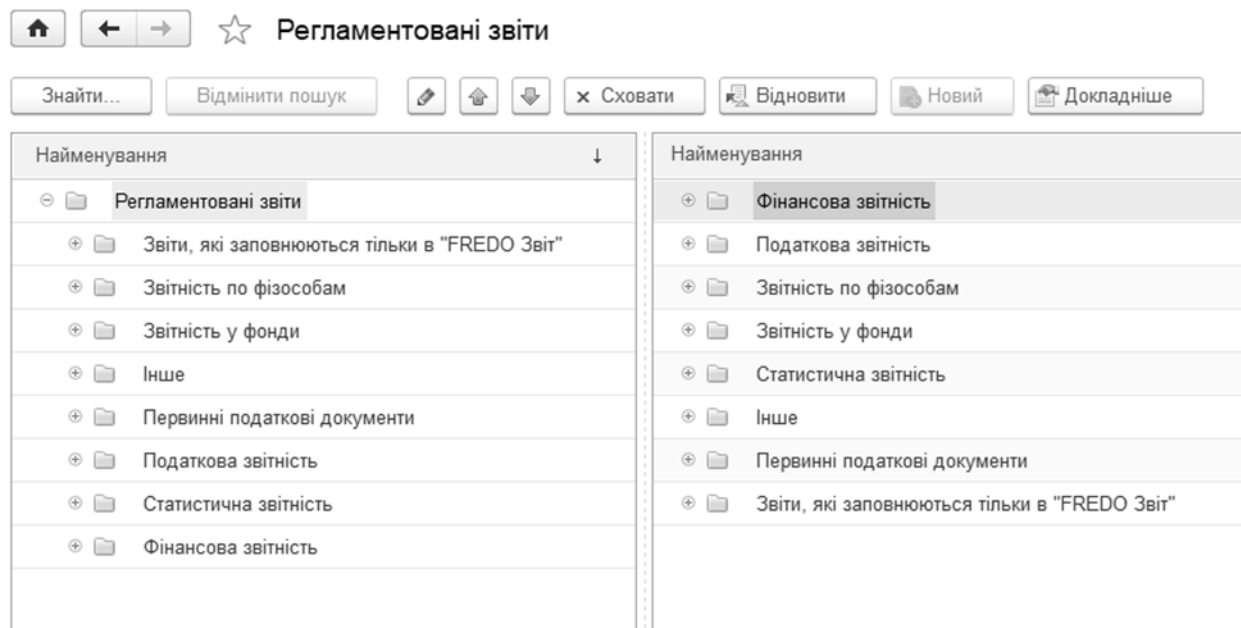 Регламентовані звіти
Знайти... Відмінити пошук Сховати Відновити Новий Докладніше
Найменування
Регламентовані звіти
Звіти, які заповнюються тільки в "FREDO Звіт"
Звітність по фізособам
Звітність у фонди
Інше
Первинні податкові документи
Податкова звітність
Статистична звітність
Фінансова звітність
Найменування
Фінансова звітність
Податкова звітність
Звітність по фізособам
Звітність у фонди
Статистична звітність
Інше
Первинні податкові документи
Звіти, які заповнюються тільки в "FREDO Звіт"